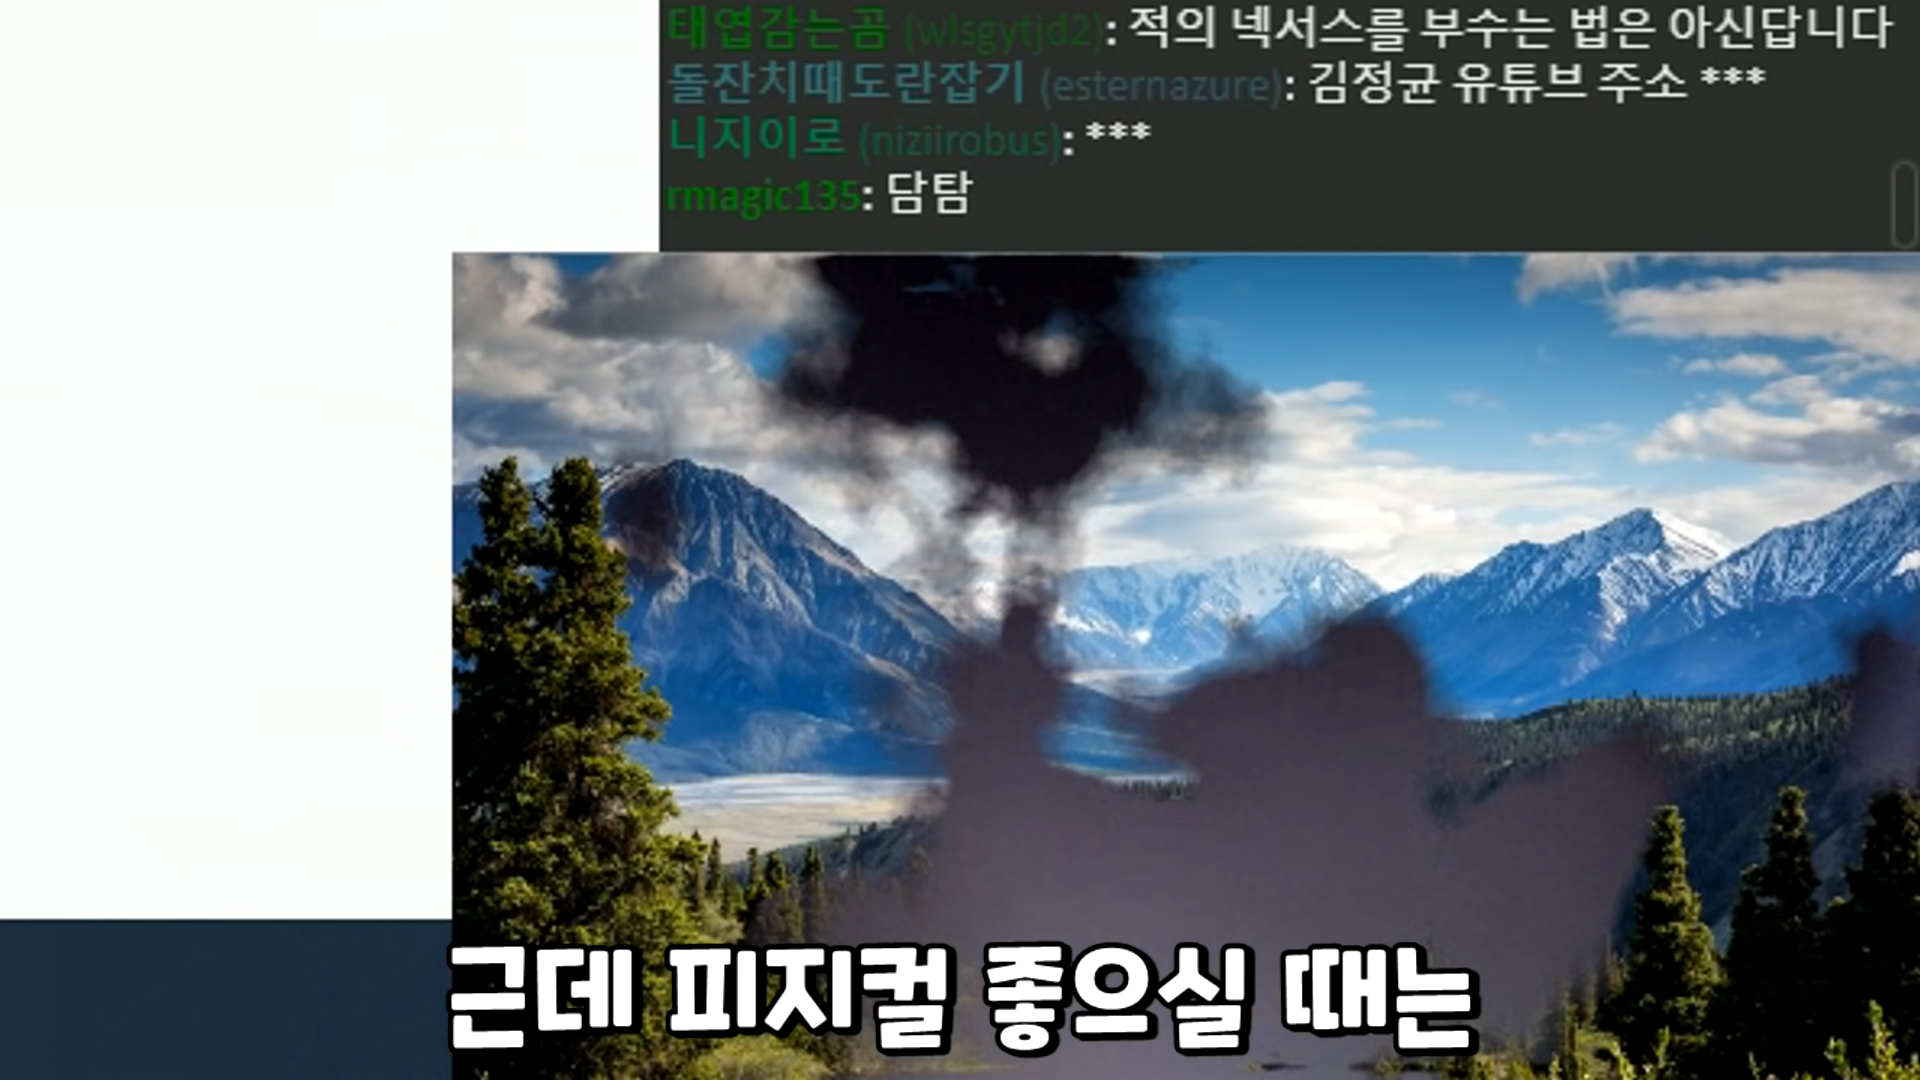 태엽감는곰 (wlsgytjd2): 적의 넥서스를 부수는 법은 아신답니다
돌잔치때도란잡기 (esternazure): 김정균 유튜브 주소 ***
니지이로 (niziirobus): ***
rmagic135: 담탐
근데 피지컬 좋으실 때는